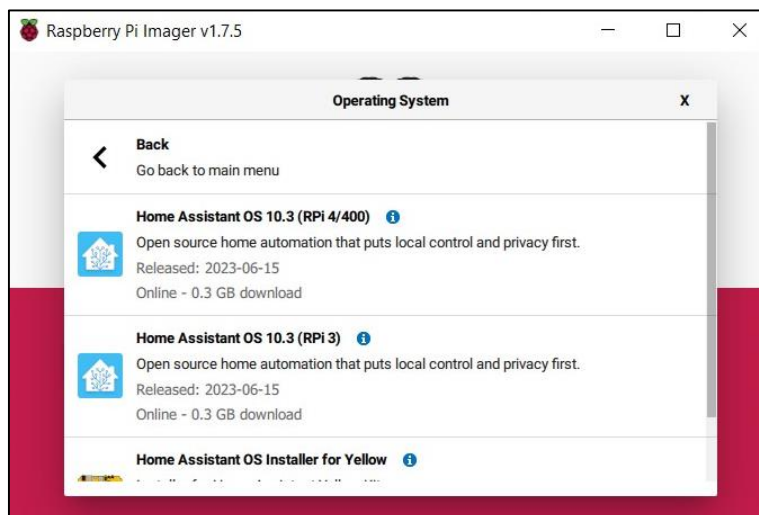 Raspberry Pi Imager v1.7.5
Operating System
X
Back
Go back to main menu
Home Assistant OS 10.3 (RPi 4/400)
Open source home automation that puts local control and privacy first.
Released: 2023-06-15
Online - 0.3 GB download
Home Assistant OS 10.3 (RPi 3)
Open source home automation that puts local control and privacy first.
Released: 2023-06-15
Online - 0.3 GB download
Home Assistant OS Installer for Yellow